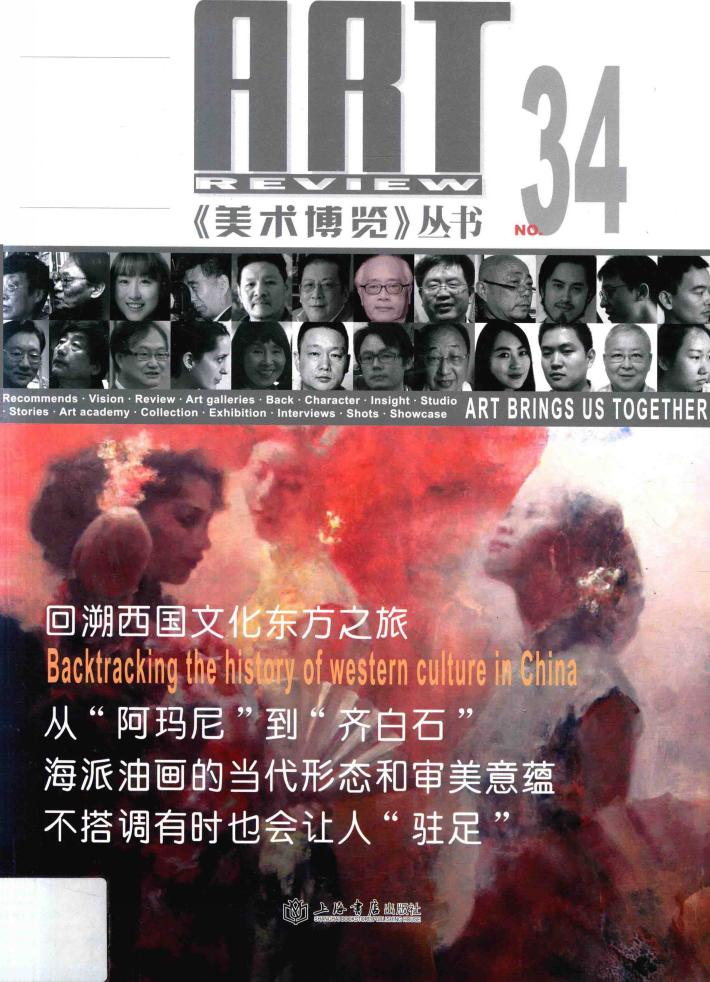 ART
REVIEW
《美术博览》丛书
NO.34
Recommends · Vision · Review · Art galleries · Back · Character · Insight · Studio
· Stories · Art academy · Collection · Exhibition · Interviews · Shots · Showcase
ART BRINGS US TOGETHER
回溯西国文化东方之旅
Backtracking the history of western culture in China
从“阿玛尼”到“齐白石”
海派油画的当代形态和审美意蕴
不搭调有时也会让人“驻足”
上海书店出版社
SHANGHAI BOOKSTORE PUBLISHING HOUSE